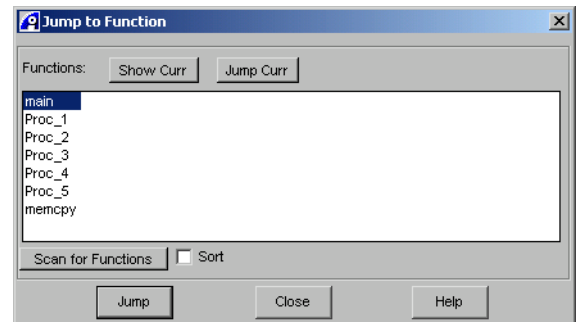 Jump to Function
Functions: Show Curr Jump Curr
main
Proc_1
Proc_2
Proc_3
Proc_4
Proc_5
memcpy
Scan for Functions Sort
Jump Close Help